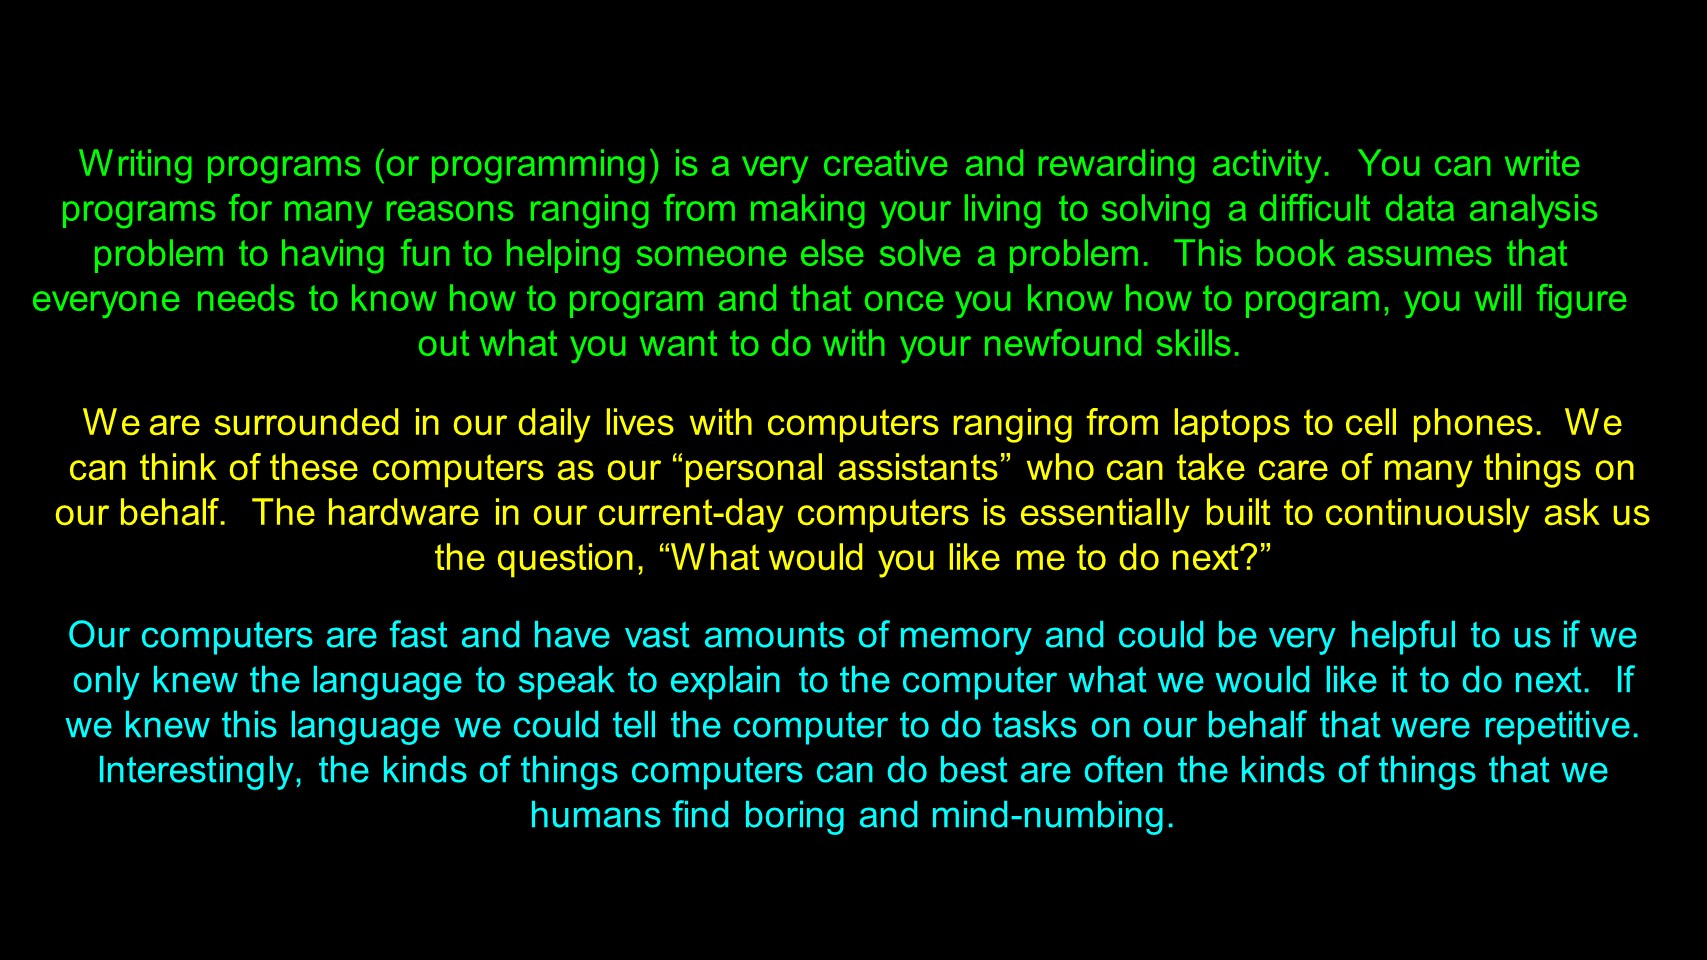 Writing programs (or programming) is a very creative and rewarding activity.  You can write
programs for many reasons ranging from making your living to solving a difficult data analysis
problem to having fun to helping someone else solve a problem.  This book assumes that
everyone needs to know how to program and that once you know how to program, you will figure
out what you want to do with your newfound skills.
We are surrounded in our daily lives with computers ranging from laptops to cell phones.  We
can think of these computers as our “personal assistants” who can take care of many things on
our behalf.  The hardware in our current-day computers is essentially built to continuously ask us
the question, “What would you like me to do next?”
Our computers are fast and have vast amounts of memory and could be very helpful to us if we
only knew the language to speak to explain to the computer what we would like it to do next.  If
we knew this language we could tell the computer to do tasks on our behalf that were repetitive.
Interestingly, the kinds of things computers can do best are often the kinds of things that we
humans find boring and mind-numbing.